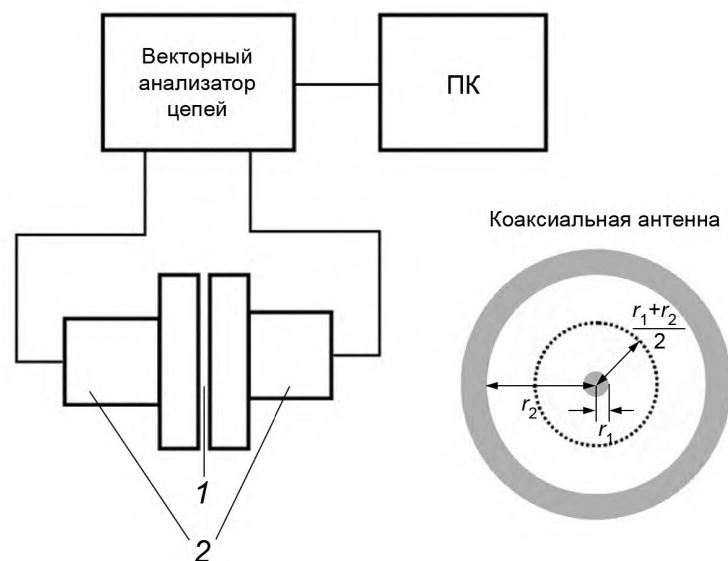 Векторный
анализатор
цепей
ПК
Коаксиальная антенна
r₁+r₂
2
r₂
r₁
1
2